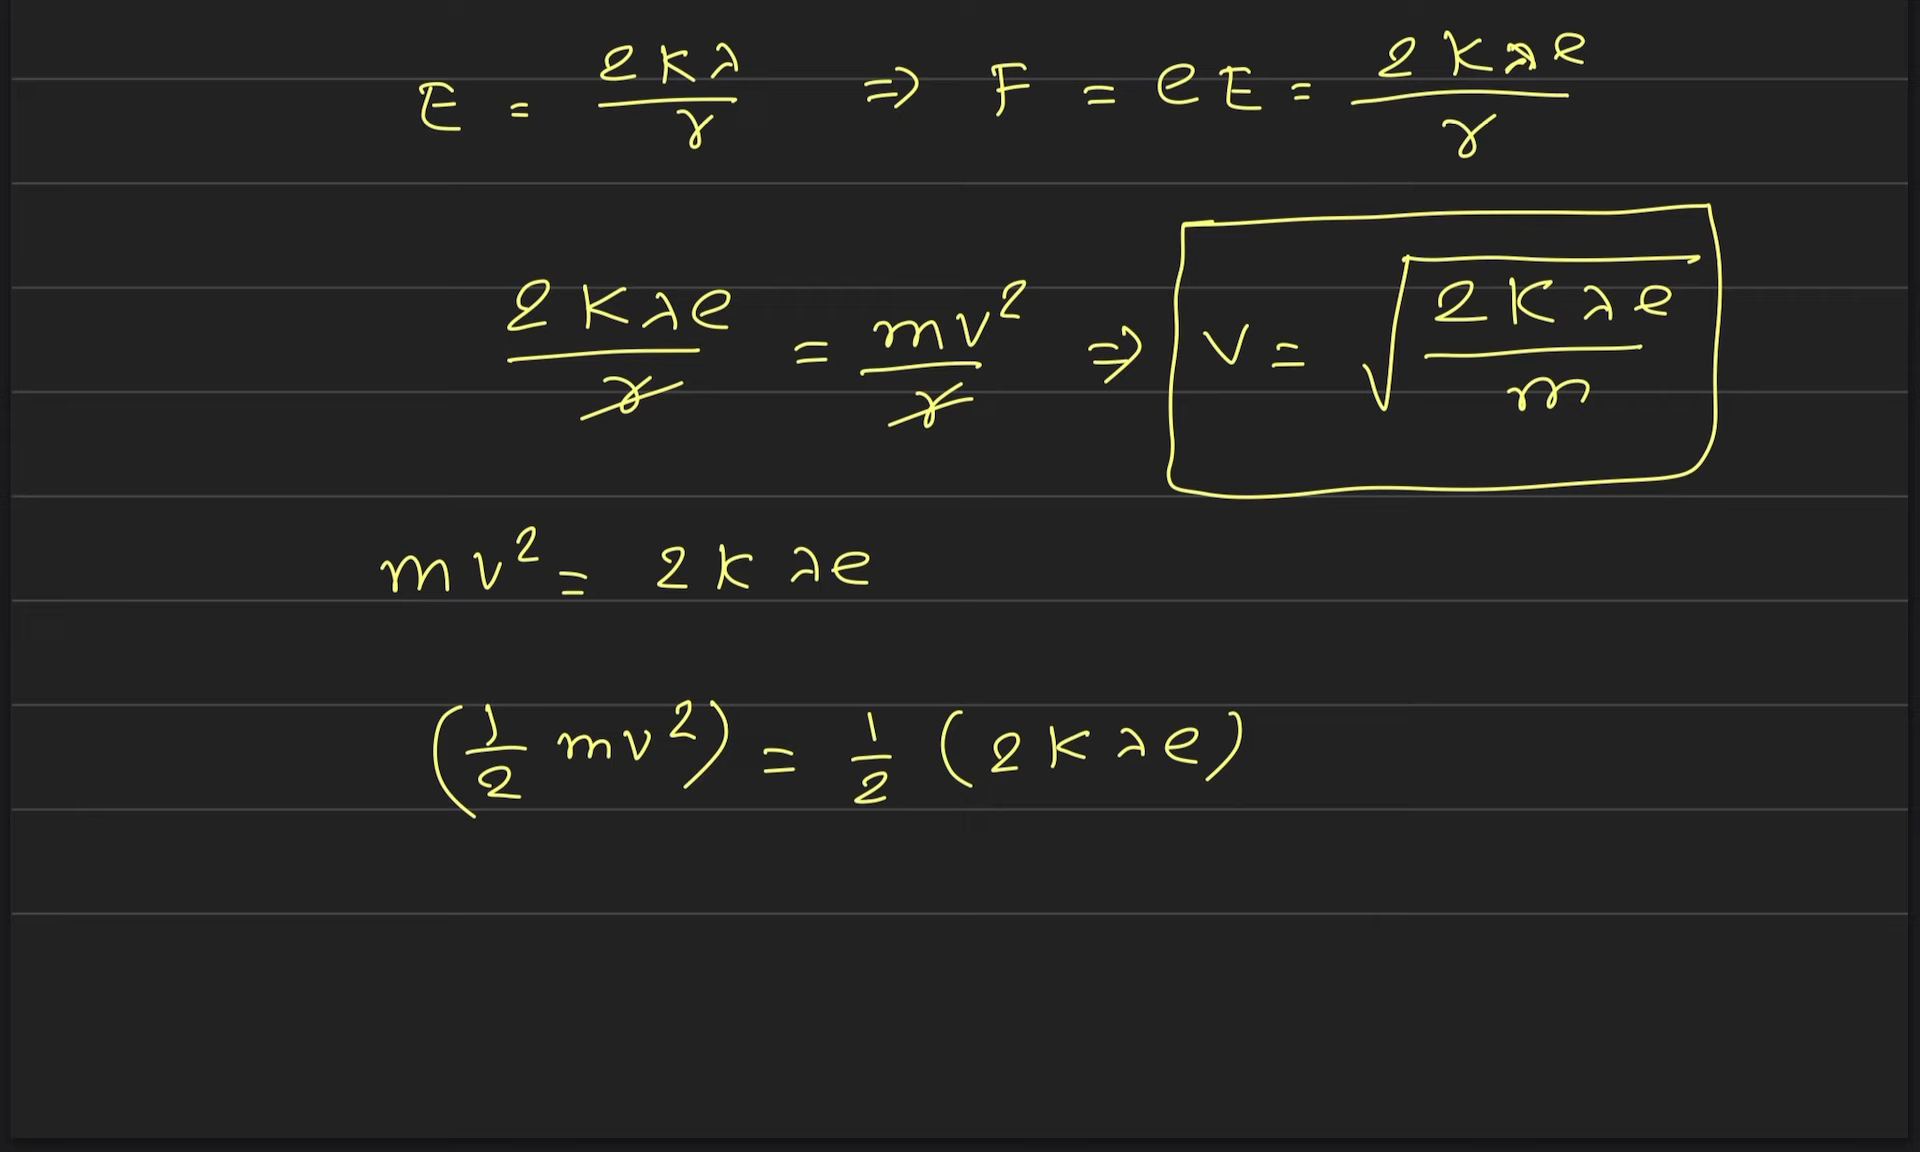 E = 2kλ/r ⇒ F = eE = 2kλe/r
2kλe/r = mv²/r ⇒ v = √(2kλe/m)
mv² = 2kλe
(1/2 mv²) = 1/2 (2kλe)